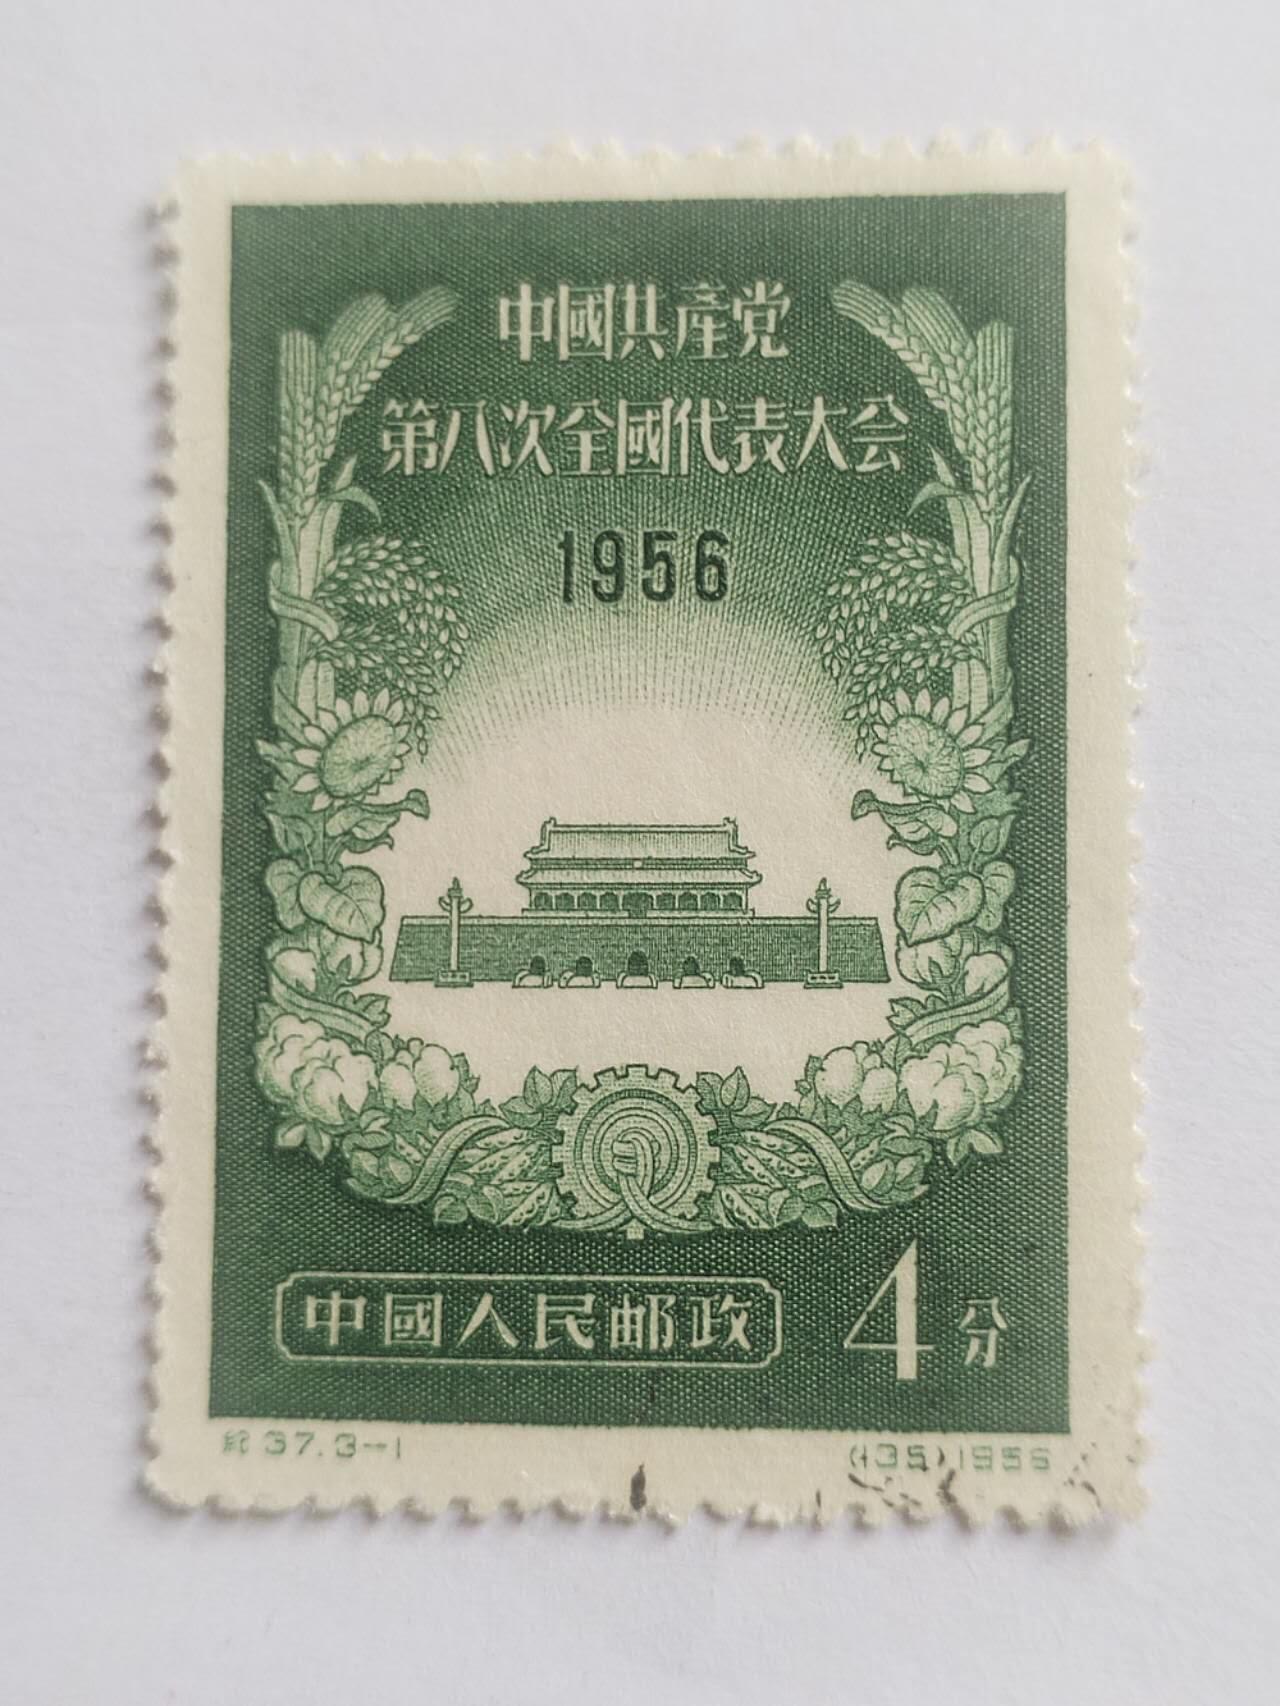 中國共產党
第八次全國代表大会
1956
中國人民邮政
4分
紀37.3-1
(135)1956